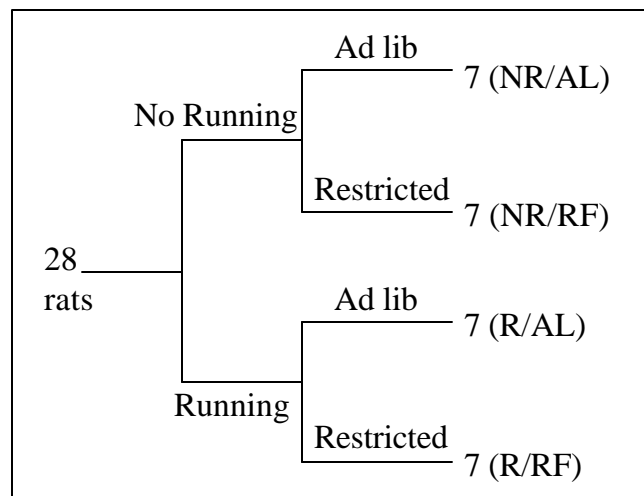 Ad lib
7 (NR/AL)
No Running
Restricted
7 (NR/RF)
28
rats
Ad lib
7 (R/AL)
Running
Restricted
7 (R/RF)